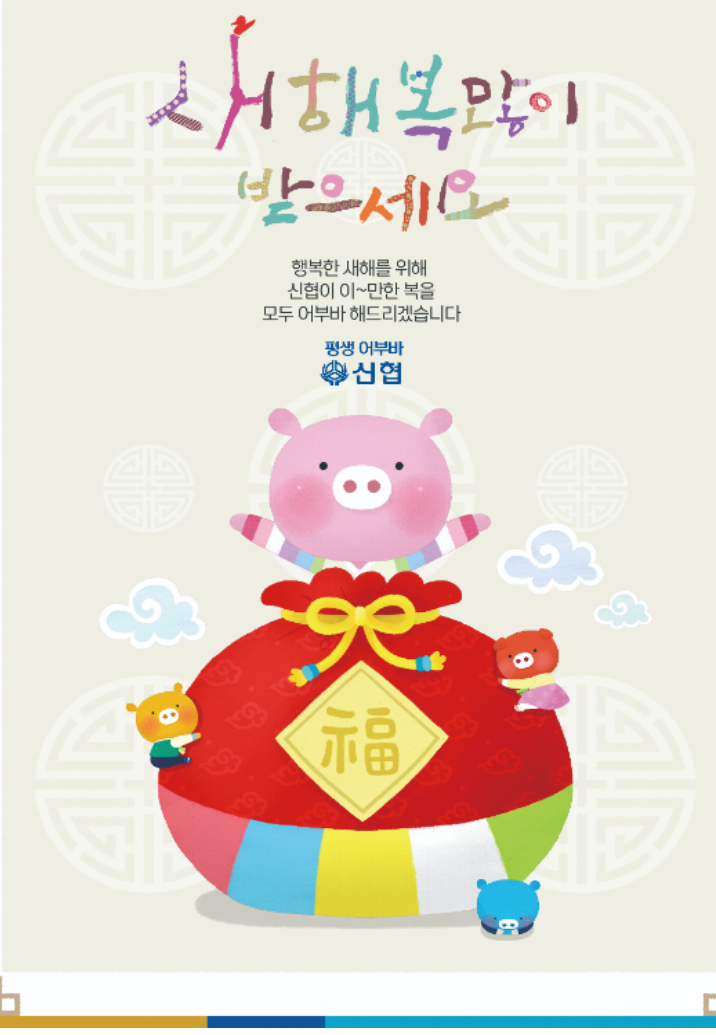 새해 복 많이
받으세요
행복한 새해를 위해
신협이 이~만한 복을
모두 어부바 해드리겠습니다
평생 어부바
신협
福